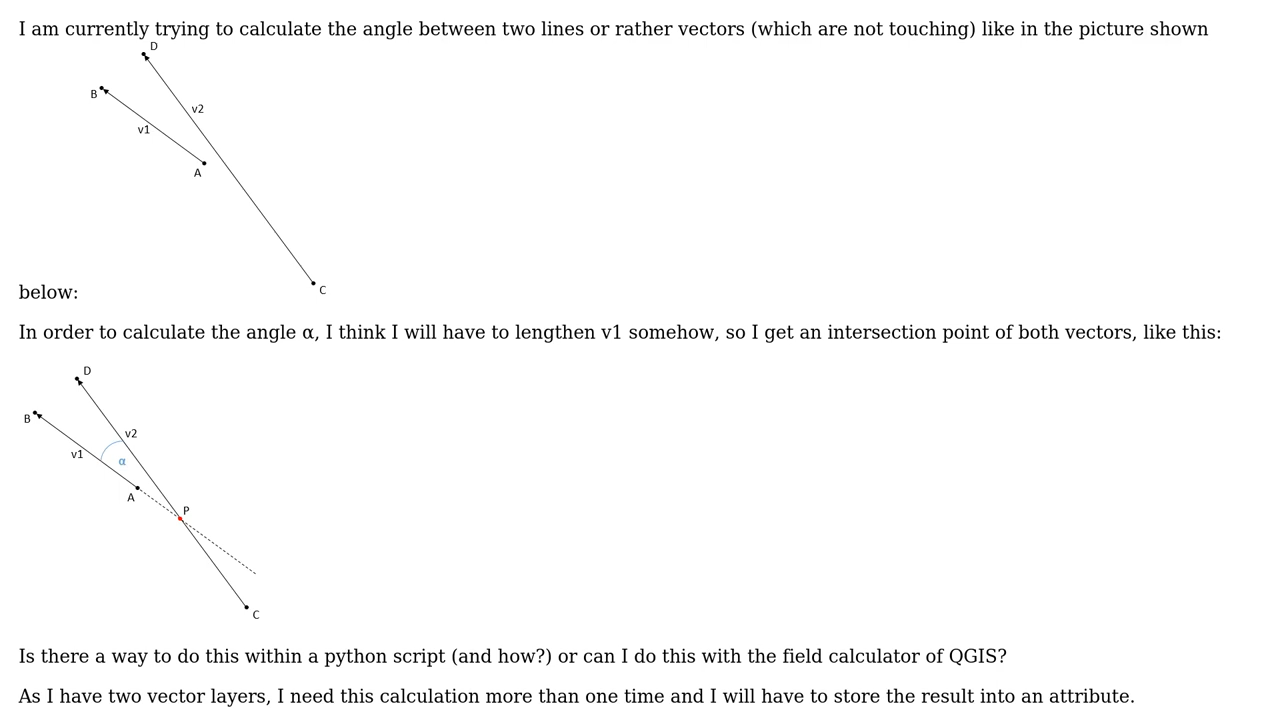 I am currently trying to calculate the angle between two lines or rather vectors (which are not touching) like in the picture shown
D
B
v2
v1
A
C
below:
In order to calculate the angle α, I think I will have to lengthen v1 somehow, so I get an intersection point of both vectors, like this:
D
B
v2
v1
α
A
P
C
Is there a way to do this within a python script (and how?) or can I do this with the field calculator of QGIS?
As I have two vector layers, I need this calculation more than one time and I will have to store the result into an attribute.